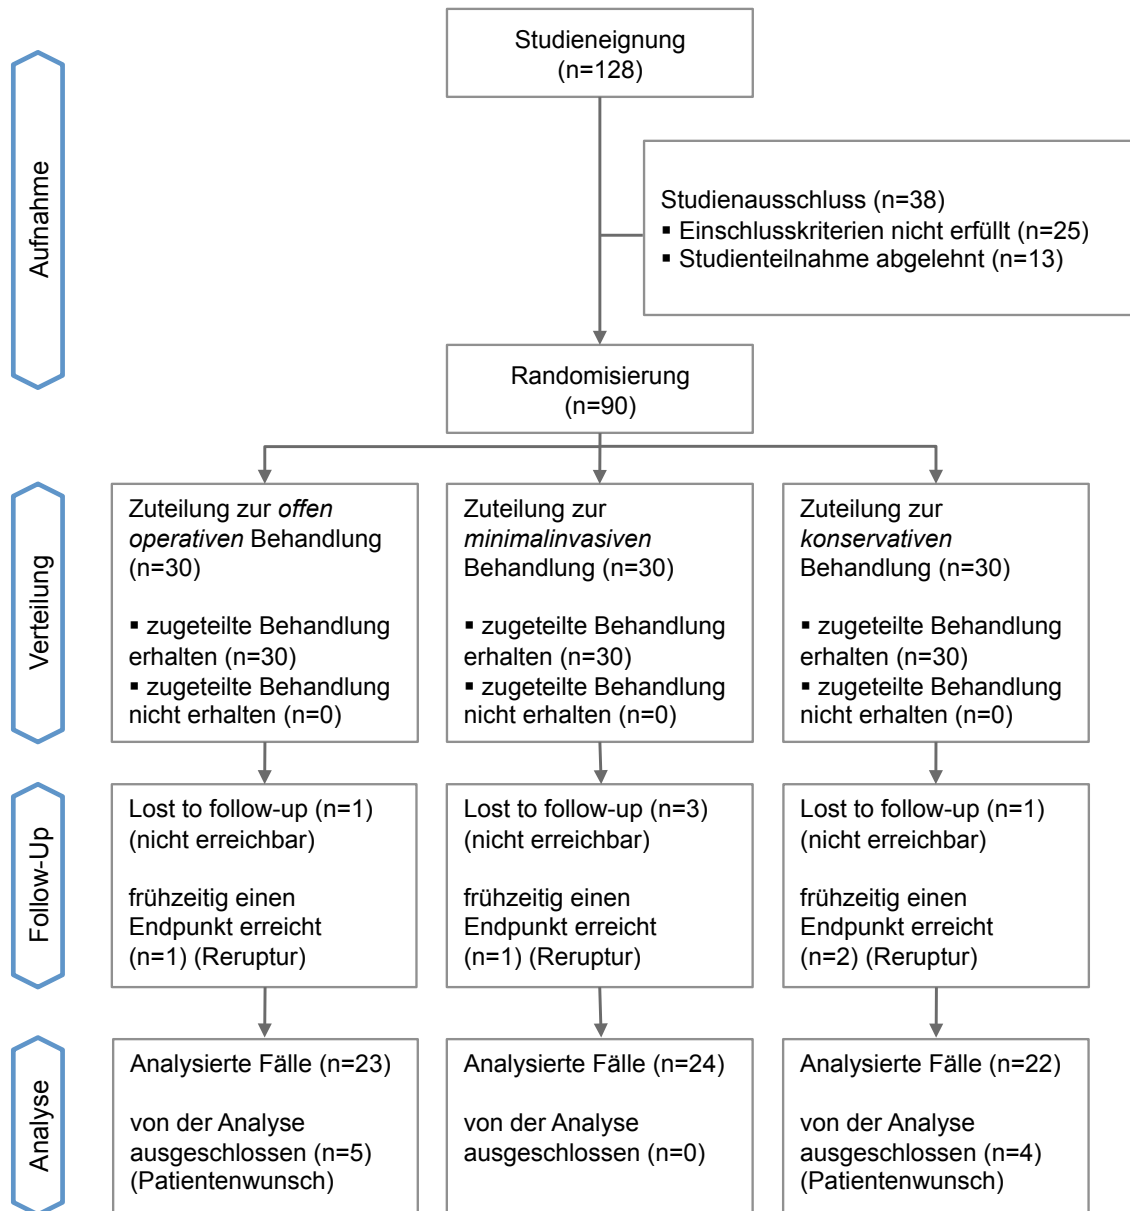 Studieneignung
(n=128)
Aufnahme
Studienausschluss (n=38)
▪ Einschlusskriterien nicht erfüllt (n=25)
▪ Studienteilnahme abgelehnt (n=13)
Randomisierung
(n=90)
Verteilung
Zuteilung zur offen
operativen Behandlung
(n=30)
▪ zugeteilte Behandlung
erhalten (n=30)
▪ zugeteilte Behandlung
nicht erhalten (n=0)
Zuteilung zur
minimalinvasiven
Behandlung (n=30)
▪ zugeteilte Behandlung
erhalten (n=30)
▪ zugeteilte Behandlung
nicht erhalten (n=0)
Zuteilung zur
konservativen
Behandlung (n=30)
▪ zugeteilte Behandlung
erhalten (n=30)
▪ zugeteilte Behandlung
nicht erhalten (n=0)
Follow-Up
Lost to follow-up (n=1)
(nicht erreichbar)
frühzeitig einen
Endpunkt erreicht
(n=1) (Reruptur)
Lost to follow-up (n=3)
(nicht erreichbar)
frühzeitig einen
Endpunkt erreicht
(n=1) (Reruptur)
Lost to follow-up (n=1)
(nicht erreichbar)
frühzeitig einen
Endpunkt erreicht
(n=2) (Reruptur)
Analyse
Analysierte Fälle (n=23)
von der Analyse
ausgeschlossen (n=5)
(Patientenwunsch)
Analysierte Fälle (n=24)
von der Analyse
ausgeschlossen (n=0)
Analysierte Fälle (n=22)
von der Analyse
ausgeschlossen (n=4)
(Patientenwunsch)